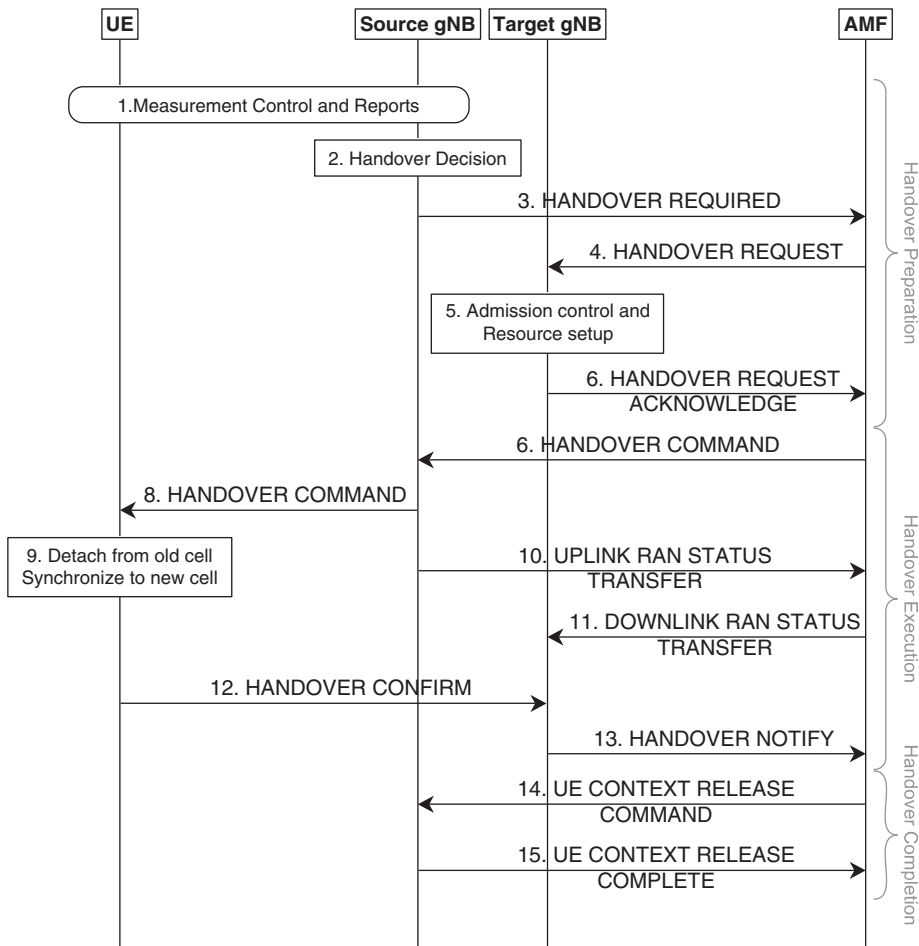 UE
Source gNB
Target gNB
AMF
1.Measurement Control and Reports
2. Handover Decision
3. HANDOVER REQUIRED
4. HANDOVER REQUEST
5. Admission control and
Resource setup
6. HANDOVER REQUEST
ACKNOWLEDGE
Handover Preparation
6. HANDOVER COMMAND
8. HANDOVER COMMAND
9. Detach from old cell
Synchronize to new cell
10. UPLINK RAN STATUS
TRANSFER
11. DOWNLINK RAN STATUS
TRANSFER
12. HANDOVER CONFIRM
13. HANDOVER NOTIFY
Handover Execution
14. UE CONTEXT RELEASE
COMMAND
15. UE CONTEXT RELEASE
COMPLETE
Handover Completion